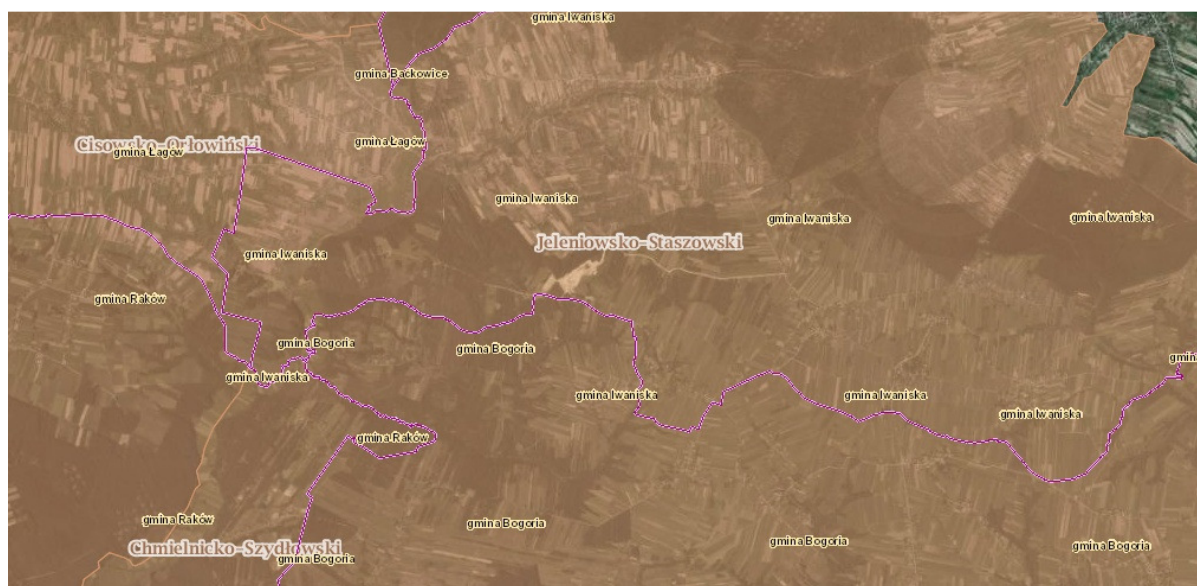 gmina Iwaniska
gmina Baćkowice
gmina Łagów
Cisowsko-Orłowiński
gmina Łagów
gmina Iwaniska
gmina Iwaniska
gmina Iwaniska
Jeleniowsko-Staszowski
gmina Iwaniska
gmina Raków
gmina Bogoria
gmina Bogoria
gmina
gmina Iwaniska
gmina Iwaniska
gmina Iwaniska
gmina Iwaniska
gmina Raków
gmina Raków
gmina Bogoria
gmina Bogoria
gmina Bogoria
Chmielnicko-Szydłowski
gmina Bogoria